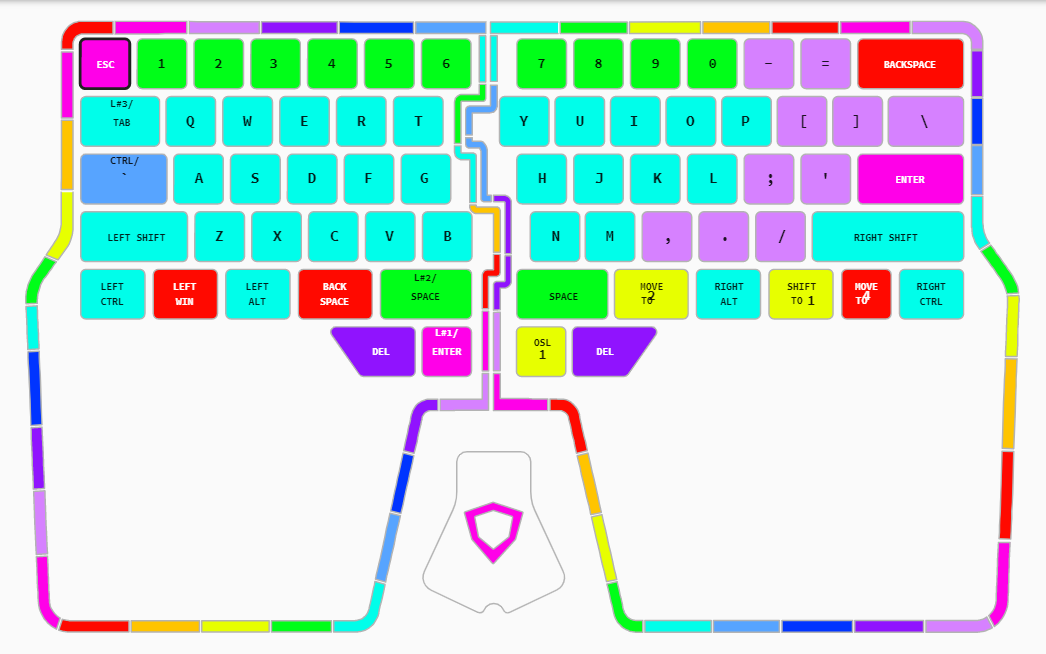 ESC 1 2 3 4 5 6 7 8 9 0 - = BACKSPACE
L#3/
TAB Q W E R T Y U I O P [ ] \
CTRL/
` A S D F G H J K L ; ' ENTER
LEFT SHIFT Z X C V B N M , . / RIGHT SHIFT
LEFT
CTRL
LEFT
WIN
LEFT
ALT
BACK
SPACE
L#2/
SPACE
SPACE
MOVE
TO 2
RIGHT
ALT
SHIFT
TO 1
MOVE
TO 4
RIGHT
CTRL
DEL
L#1/
ENTER
OSL
1
DEL